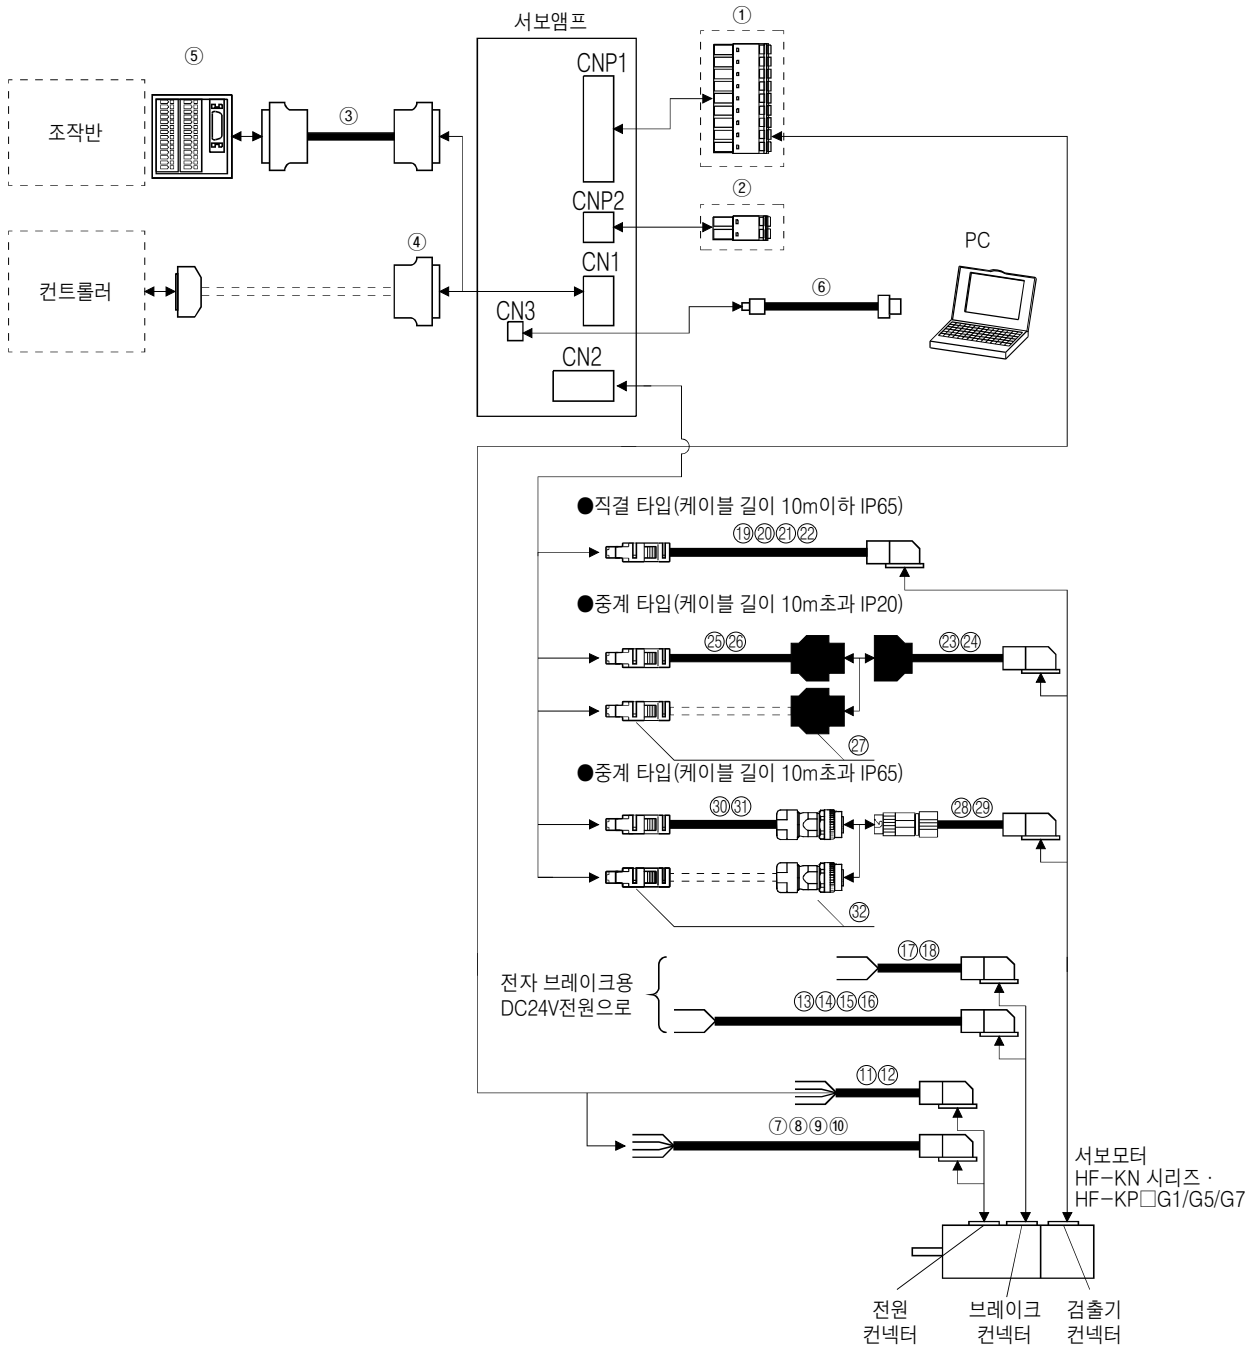 서보앰프
①
⑤
CNP1
③
조작반
②
CNP2
④
PC
CN1
컨트롤러
⑥
CN3
CN2
●직결 타입(케이블 길이 10m이하 IP65)
⑲⑳㉑㉒
●중계 타입(케이블 길이 10m초과 IP20)
㉕㉖
㉓㉔
㉗
●중계 타입(케이블 길이 10m초과 IP65)
㉚㉛
㉘㉙
㉜
⑰⑱
전자 브레이크용
DC24V전원으로
⑬⑭⑮⑯
⑪⑫
⑦⑧⑨⑩
서보모터
HF-KN 시리즈 ·
HF-KP□G1/G5/G7
전원
컨넥터
브레이크
컨넥터
검출기
컨넥터